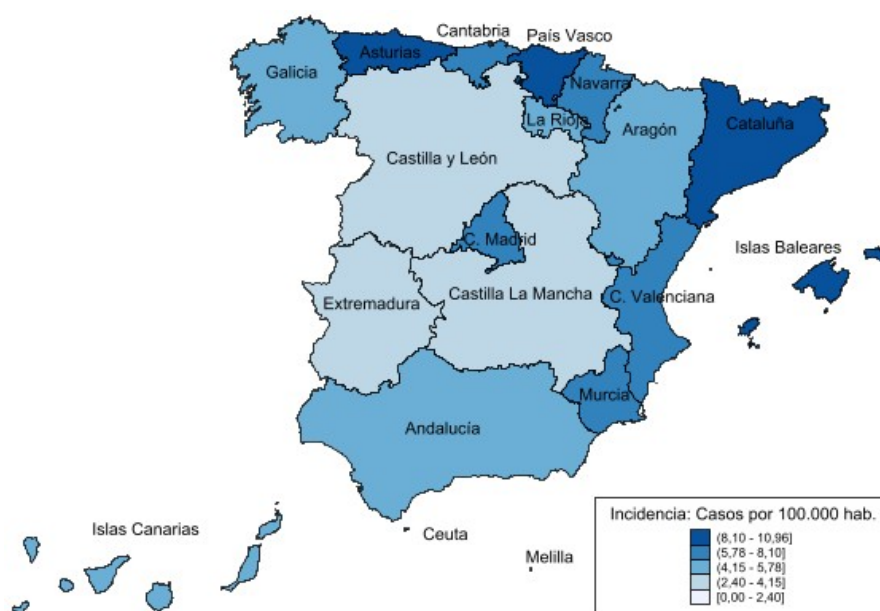 Cantabria
País Vasco
Asturias
Galicia
Navarra
La Rioja
Aragón
Cataluña
Castilla y León
C. Madrid
Islas Baleares
Extremadura
Castilla La Mancha
C. Valenciana
Murcia
Andalucía
Islas Canarias
Ceuta
Melilla
Incidencia: Casos por 100.000 hab.
(8,10 - 10,96]
(5,78 - 8,10]
(4,15 - 5,78]
(2,40 - 4,15]
[0,00 - 2,40]